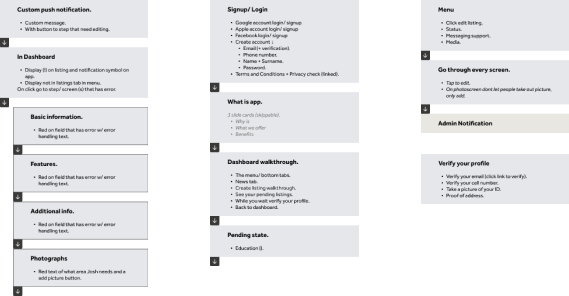 Custom push notification.
• Custom message.
• With button to step that need editing.
In Dashboard
• Display (!) on listing and notification symbol on
app.
• Display not in listings tab in menu.
On click go to step/ screen (s) that has error.
Basic information.
• Red on field that has error w/ error
handling text.
Features.
• Red on field that has error w/ error
handling text.
Additional info.
• Red on field that has error w/ error
handling text.
Photographs
• Red text of what area Josh needs and a
add picture button.
Signup/ Login
• Google account login/ signup
• Apple account login/ signup
• Facebook login/ signup
• Create account ↓
• Email (+ verification).
• Phone number.
• Name + Surname.
• Password.
• Terms and Conditions + Privacy check (linked).
What is app.
3 slide cards (skippable).
• Why is
• What we offer
• Benefits
Dashboard walkthrough.
• The menu/ bottom tabs.
• News tab.
• Create listing walkthrough.
• See your pending listings.
• While you wait verify your profile.
• Back to dashboard.
Pending state.
• Education ().
Menu
• Click edit listing.
• Status.
• Messaging support.
• Media.
Go through every screen.
• Tap to edit.
• On photoscreen dont let people take out picture,
only add.
Admin Notification
Verify your profile
• Verify your email (click link to verify).
• Verify your cell number.
• Take a picture of your ID.
• Proof of address.